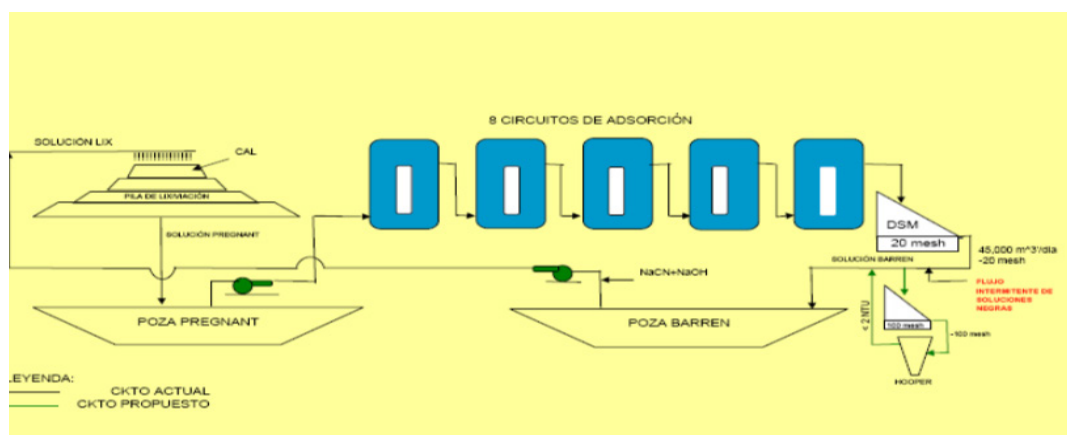 8 CIRCUITOS DE ADSORCIÓN
SOLUCIÓN LIX
CAL
PILA DE LIXIVIACIÓN
SOLUCIÓN PREGNANT
DSM
20 mesh
45,000 m^3'/dia
-20 mesh
SOLUCIÓN BARREN
NaCN+NaOH
FLUJO
INTERMITENTE DE
SOLUCIONES
NEGRAS
POZA PREGNANT
POZA BARREN
< 2 NTU
100 mesh
-100 mesh
HOOPER
LEYENDA:
CKTO ACTUAL
CKTO PROPUESTO